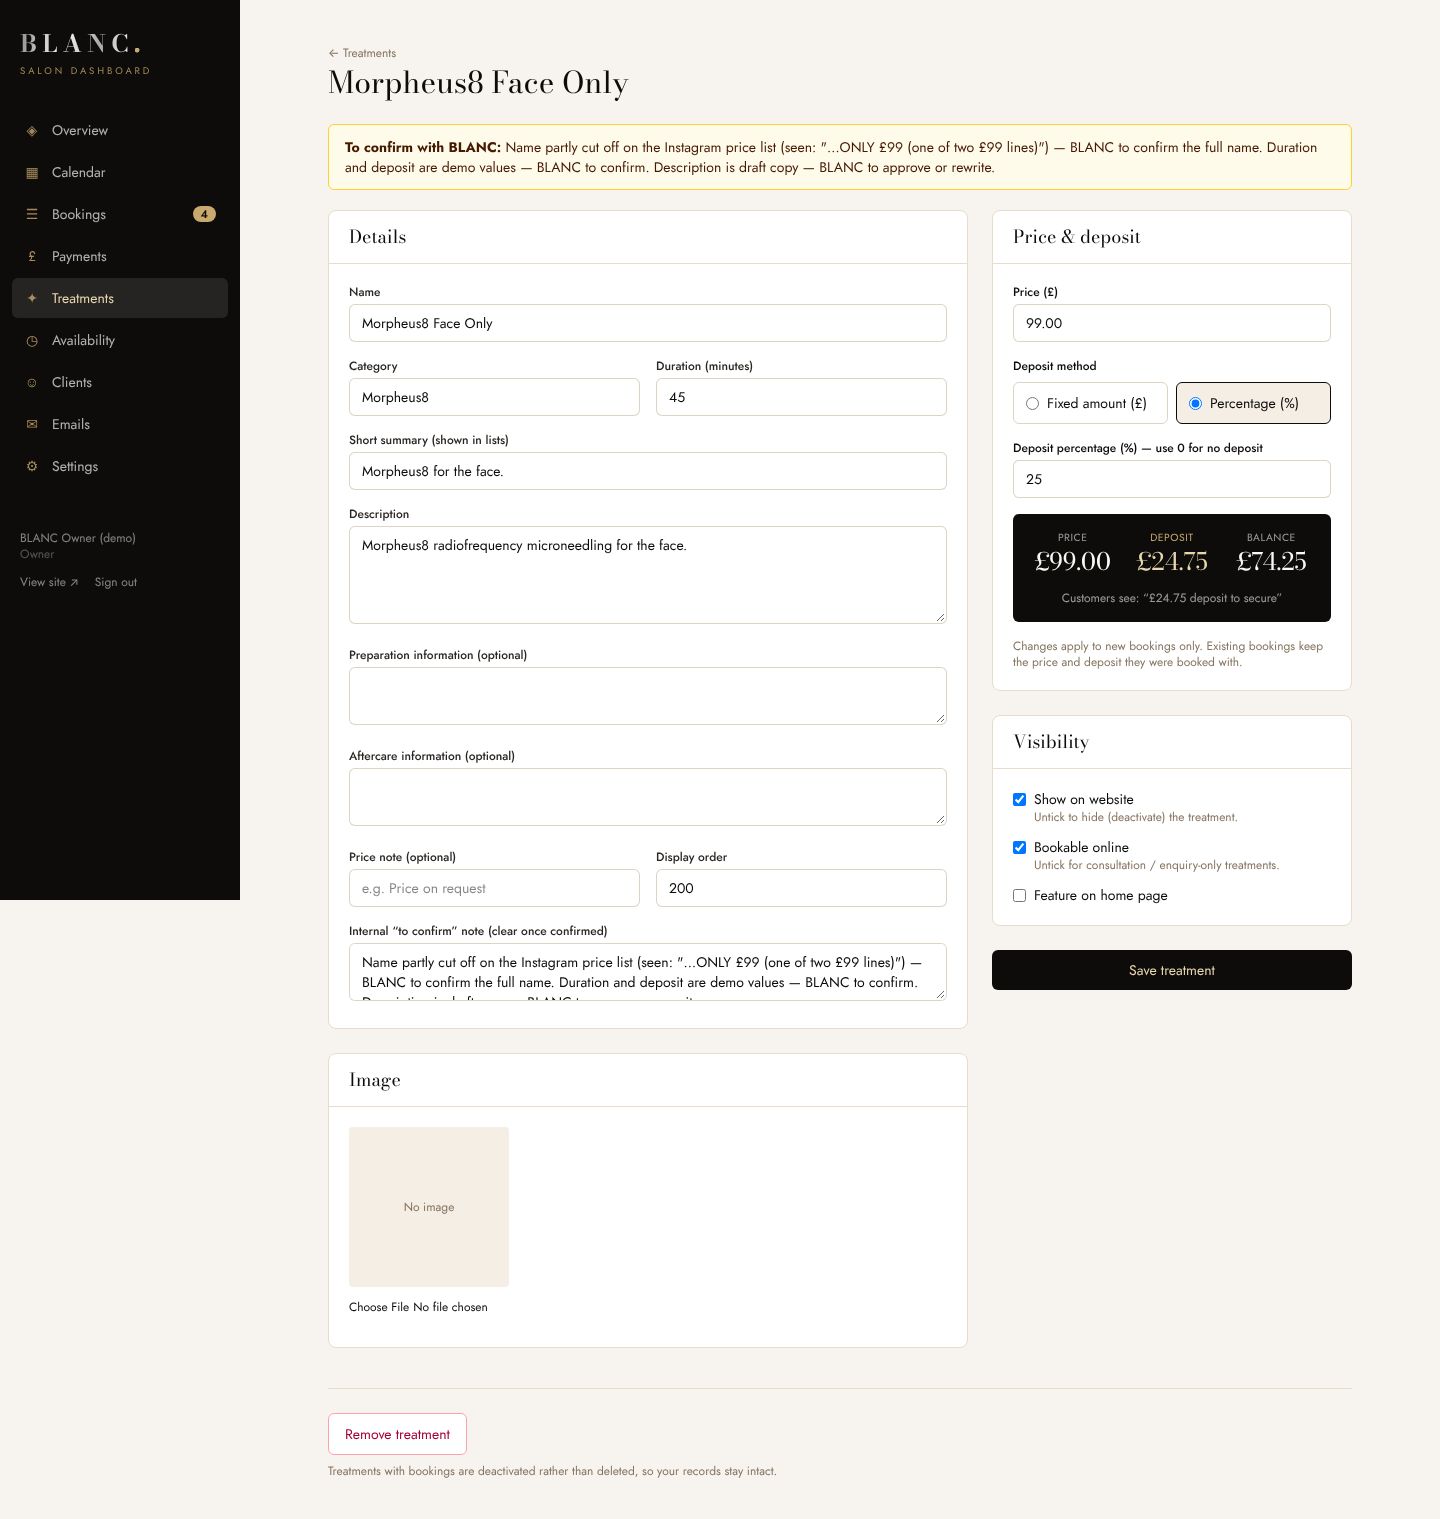 BLANC.
SALON DASHBOARD
Overview
Calendar
Bookings 4
£ Payments
Treatments
Availability
Clients
Emails
Settings
BLANC Owner (demo)
Owner
View site ↗ Sign out
← Treatments
Morpheus8 Face Only
To confirm with BLANC: Name partly cut off on the Instagram price list (seen: "...ONLY £99 (one of two £99 lines)") — BLANC to confirm the full name. Duration
and deposit are demo values — BLANC to confirm. Description is draft copy — BLANC to approve or rewrite.
Details
Name
Morpheus8 Face Only
Category
Morpheus8
Duration (minutes)
45
Short summary (shown in lists)
Morpheus8 for the face.
Description
Morpheus8 radiofrequency microneedling for the face.
Preparation information (optional)
Aftercare information (optional)
Price note (optional)
e.g. Price on request
Display order
200
Internal “to confirm” note (clear once confirmed)
Name partly cut off on the Instagram price list (seen: "...ONLY £99 (one of two £99 lines)") —
BLANC to confirm the full name. Duration and deposit are demo values — BLANC to confirm.
Image
No image
Choose File No file chosen
Price & deposit
Price (£)
99.00
Deposit method
Fixed amount (£)
Percentage (%)
Deposit percentage (%) — use 0 for no deposit
25
PRICE DEPOSIT BALANCE
£99.00 £24.75 £74.25
Customers see: “£24.75 deposit to secure”
Changes apply to new bookings only. Existing bookings keep
the price and deposit they were booked with.
Visibility
Show on website
Untick to hide (deactivate) the treatment.
Bookable online
Untick for consultation / enquiry-only treatments.
Feature on home page
Save treatment
Remove treatment
Treatments with bookings are deactivated rather than deleted, so your records stay intact.